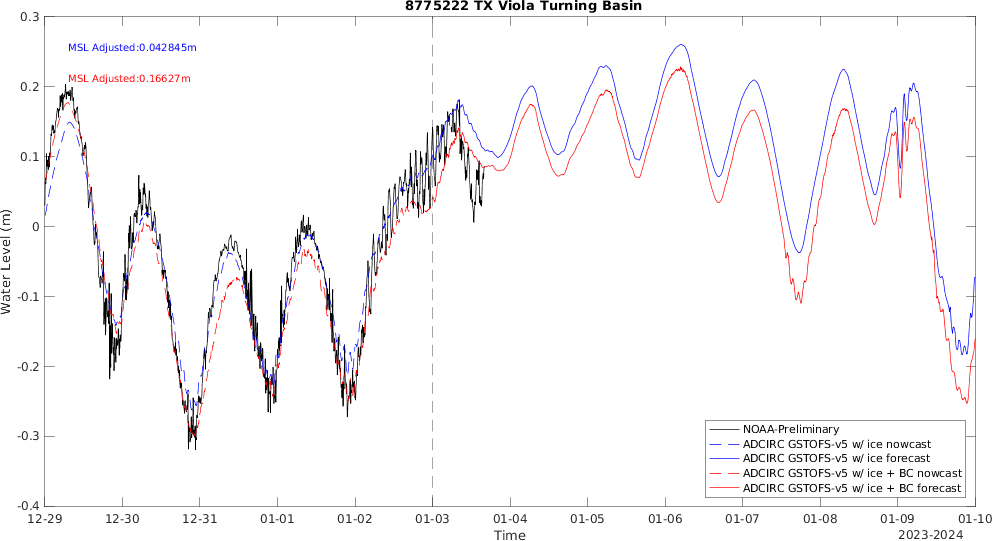 8775222 TX Viola Turning Basin
MSL Adjusted:0.042845m
MSL Adjusted:0.16627m
Water Level (m)
0.3
0.2
0.1
0
-0.1
-0.2
-0.3
-0.4
NOAA-Preliminary
ADCIRC GSTOFS-v5 w/ ice nowcast
ADCIRC GSTOFS-v5 w/ ice forecast
ADCIRC GSTOFS-v5 w/ ice + BC nowcast
ADCIRC GSTOFS-v5 w/ ice + BC forecast
12-29 12-30 12-31 01-01 01-02 01-03 01-04 01-05 01-06 01-07 01-08 01-09 01-10
Time
2023-2024